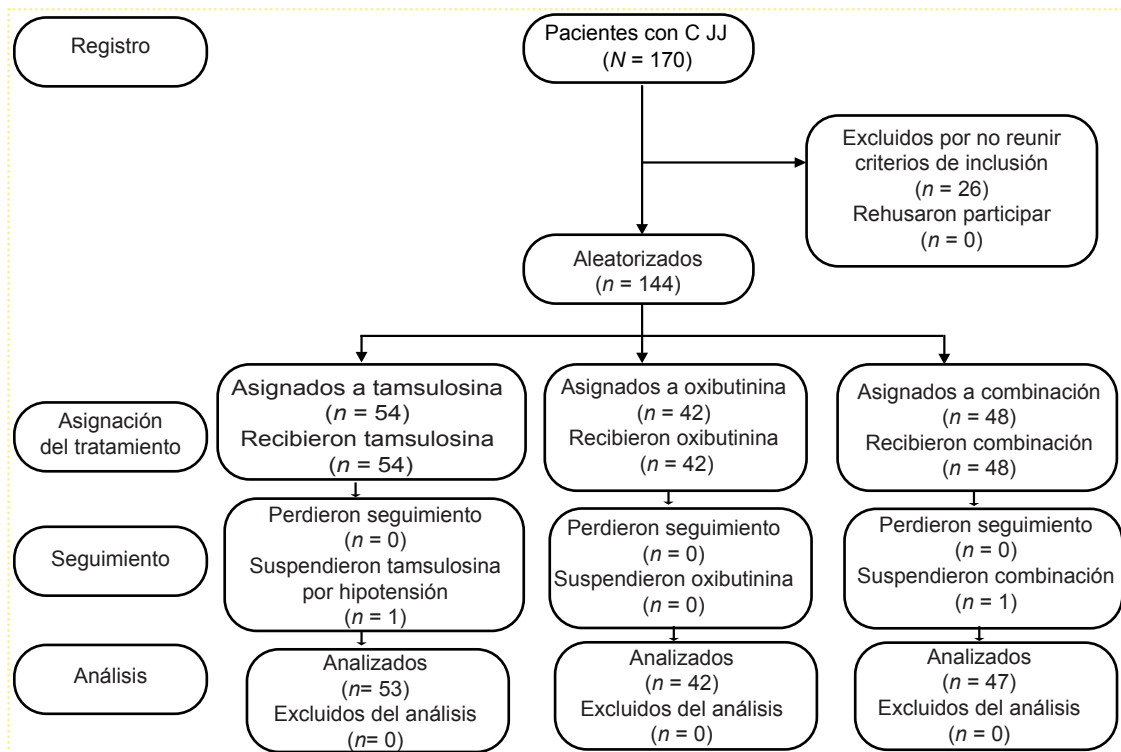 Registro
Pacientes con C JJ
(N = 170)
Excluidos por no reunir
criterios de inclusión
(n = 26)
Rehusaron participar
(n = 0)
Aleatorizados
(n = 144)
Asignación
del tratamiento
Asignados a tamsulosina
(n = 54)
Recibieron tamsulosina
(n = 54)
Asignados a oxibutinina
(n = 42)
Recibieron oxibutinina
(n = 42)
Asignados a combinación
(n = 48)
Recibieron combinación
(n = 48)
Seguimiento
Perdieron seguimiento
(n = 0)
Suspendieron tamsulosina
por hipotensión
(n = 1)
Perdieron seguimiento
(n = 0)
Suspendieron oxibutinina
(n = 0)
Perdieron seguimiento
(n = 0)
Suspendieron combinación
(n = 1)
Análisis
Analizados
(n= 53)
Excluidos del análisis
(n= 0)
Analizados
(n = 42)
Excluidos del análisis
(n = 0)
Analizados
(n = 47)
Excluidos del análisis
(n = 0)